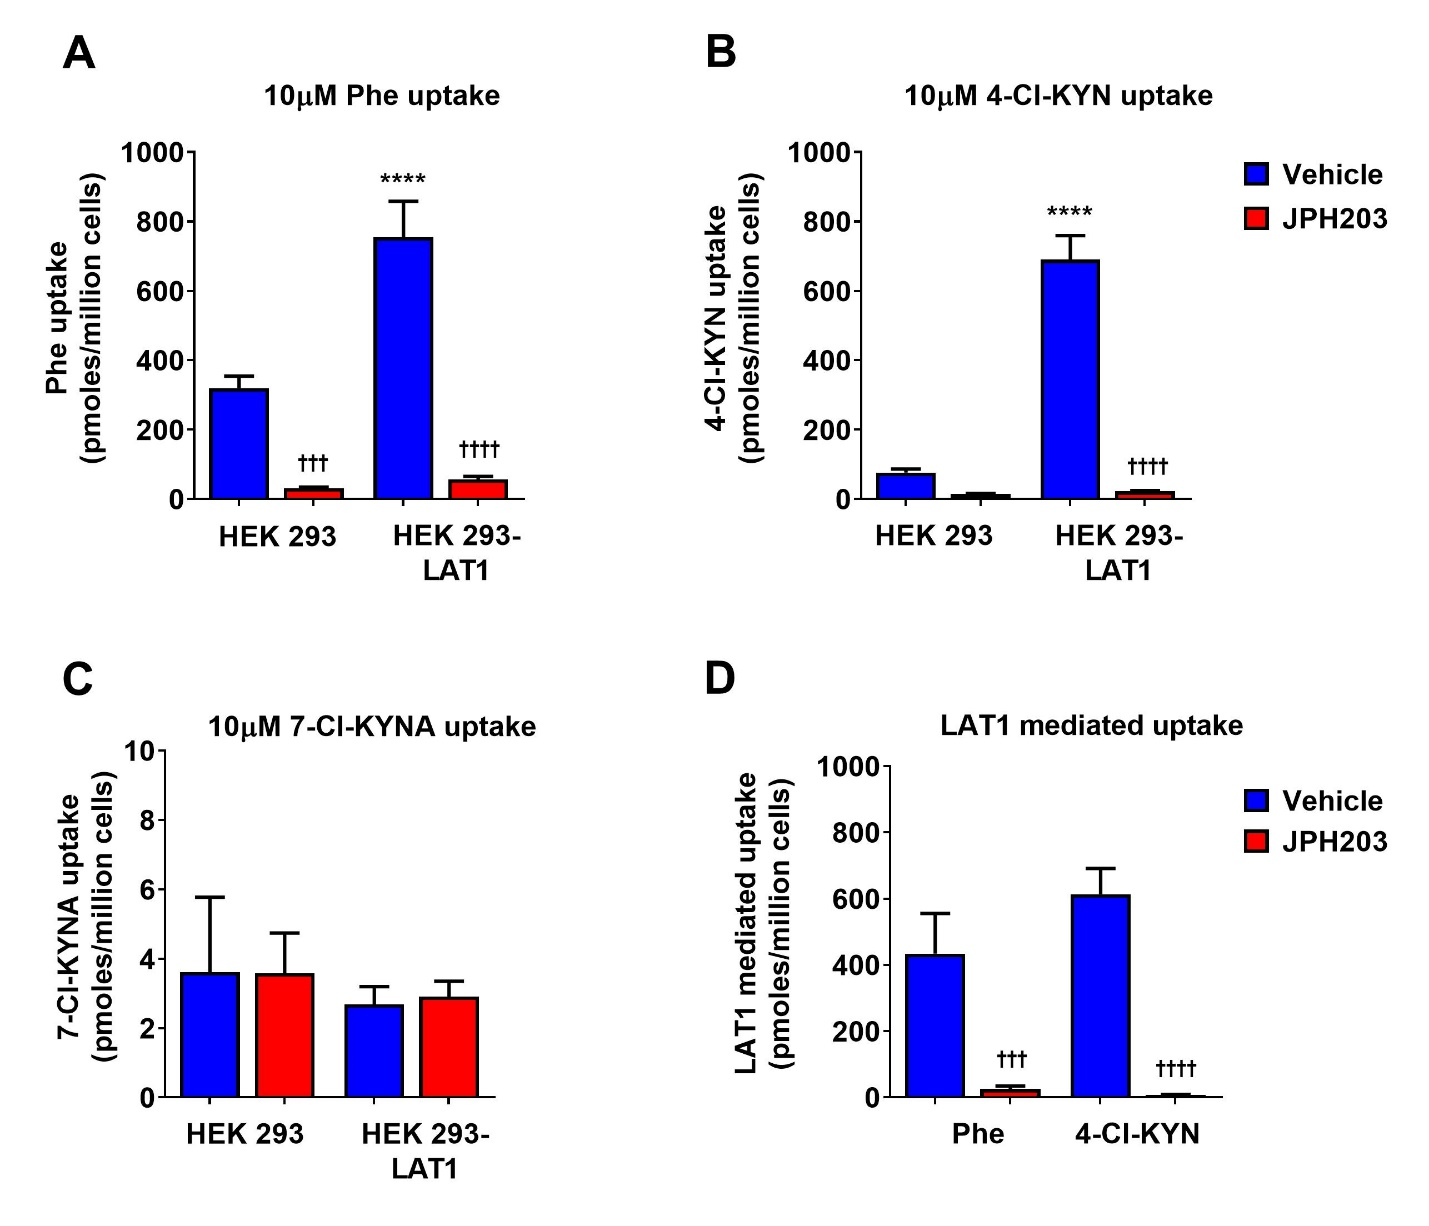 A
10μM Phe uptake
Phe uptake
(pmoles/million cells)
1000
800
600
400
200
0
****
†††
††††
HEK 293
HEK 293-
LAT1
B
10μM 4-Cl-KYN uptake
4-Cl-KYN uptake
(pmoles/million cells)
1000
800
600
400
200
0
****
††††
HEK 293
HEK 293-
LAT1
Vehicle
JPH203
C
10μM 7-Cl-KYNA uptake
7-Cl-KYNA uptake
(pmoles/million cells)
10
8
6
4
2
0
HEK 293
HEK 293-
LAT1
D
LAT1 mediated uptake
LAT1 mediated uptake
(pmoles/million cells)
1000
800
600
400
200
0
†††
††††
Phe
4-Cl-KYN
Vehicle
JPH203